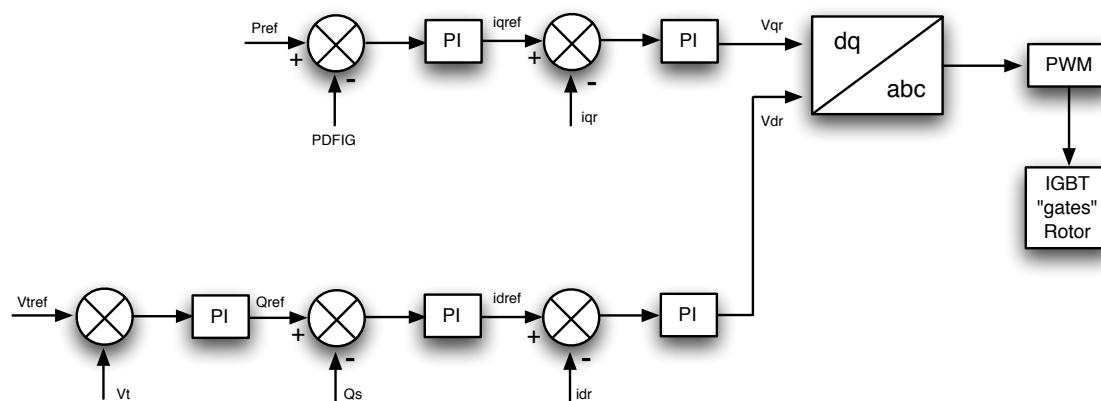 Pref
+
-
PDFIG
PI
iqref
+
-
iqr
PI
Vqr
Vdr
dq
abc
PWM
IGBT
"gates"
Rotor
Vtref
Vt
PI
Qref
+
-
Qs
PI
idref
+
-
idr
PI